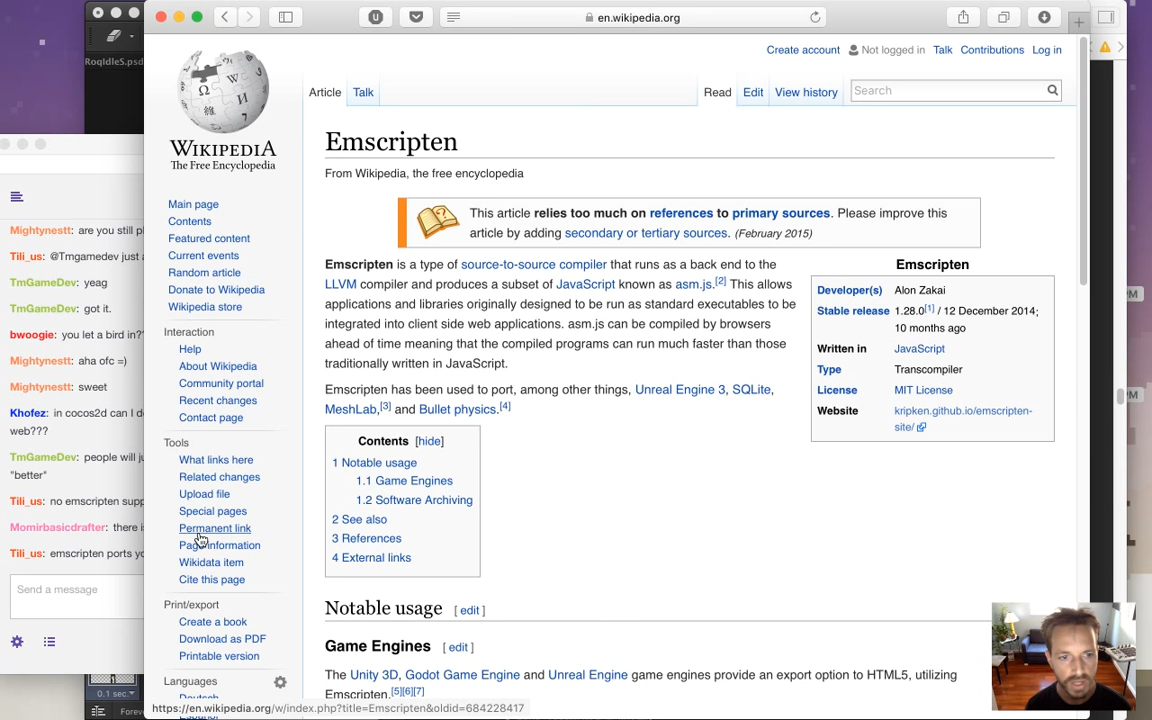 en.wikipedia.org
RoqIdleS.psd
Create account
Not logged in
Talk
Contributions
Log in
Article
Talk
Read
Edit
View history
Search
WIKIPEDIA
The Free Encyclopedia
Main page
Contents
Featured content
Current events
Random article
Donate to Wikipedia
Wikipedia store
Interaction
Help
About Wikipedia
Community portal
Recent changes
Contact page
Tools
What links here
Related changes
Upload file
Special pages
Permanent link
Page information
Wikidata item
Cite this page
Print/export
Create a book
Download as PDF
Printable version
Languages
Deutsch
Emscripten
From Wikipedia, the free encyclopedia
This article relies too much on references to primary sources. Please improve this
article by adding secondary or tertiary sources. (February 2015)
Emscripten is a type of source-to-source compiler that runs as a back end to the
LLVM compiler and produces a subset of JavaScript known as asm.js.[2] This allows
applications and libraries originally designed to be run as standard executables to be
integrated into client side web applications. asm.js can be compiled by browsers
ahead of time meaning that the compiled programs can run much faster than those
traditionally written in JavaScript.
Emscripten has been used to port, among other things, Unreal Engine 3, SQLite,
MeshLab,[3] and Bullet physics.[4]
Emscripten
Developer(s) Alon Zakai
Stable release 1.28.0[1] / 12 December 2014;
10 months ago
Written in JavaScript
Type Transcompiler
License MIT License
Website kripken.github.io/emscripten-
site/
Contents [hide]
1 Notable usage
1.1 Game Engines
1.2 Software Archiving
2 See also
3 References
4 External links
Notable usage [ edit ]
Game Engines [ edit ]
The Unity 3D, Godot Game Engine and Unreal Engine game engines provide an export option to HTML5, utilizing
Emscripten.[5][6][7]
https://en.wikipedia.org/w/index.php?title=Emscripten&oldid=684228417
Mightynestt: are you still
Tili_us: @Tmgamedev just
TmGameDev: yeag
TmGameDev: got it.
bwoogie: you let a bird in??
Mightynestt: aha ofc =)
Mightynestt: sweet
Khofez: in cocos2d can I
web???
TmGameDev: people will
"better"
Tili_us: no emscripten
Momirbasicdrafter: there
Tili_us: emscripten ports
Send a message
0.1 sec.
PM
PM